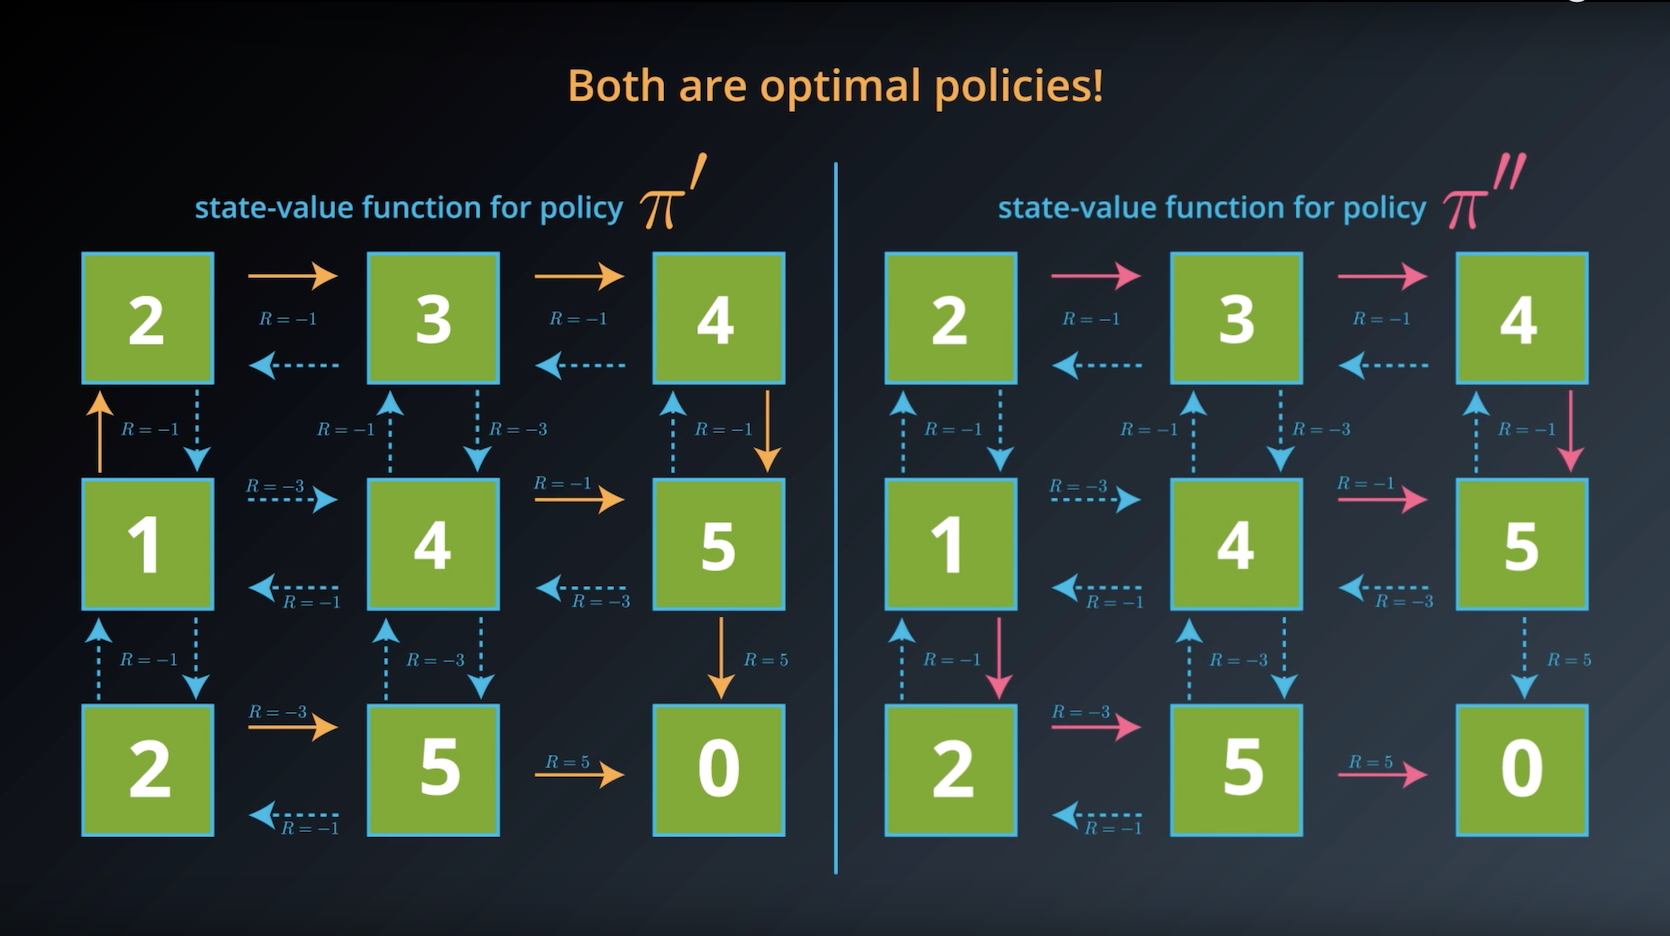 Both are optimal policies!
state-value function for policy π′
2
R = −1
3
R = −1
4
R = −1
R = −1
R = −3
R = −1
1
R = −3
R = −1
4
R = −1
R = −3
5
R = −1
R = −3
R = 5
2
R = −3
R = −1
5
R = 5
0
state-value function for policy π″
2
R = −1
3
R = −1
4
R = −1
R = −1
R = −3
R = −1
1
R = −3
R = −1
4
R = −1
R = −3
5
R = −1
R = −3
R = 5
2
R = −3
R = −1
5
R = 5
0